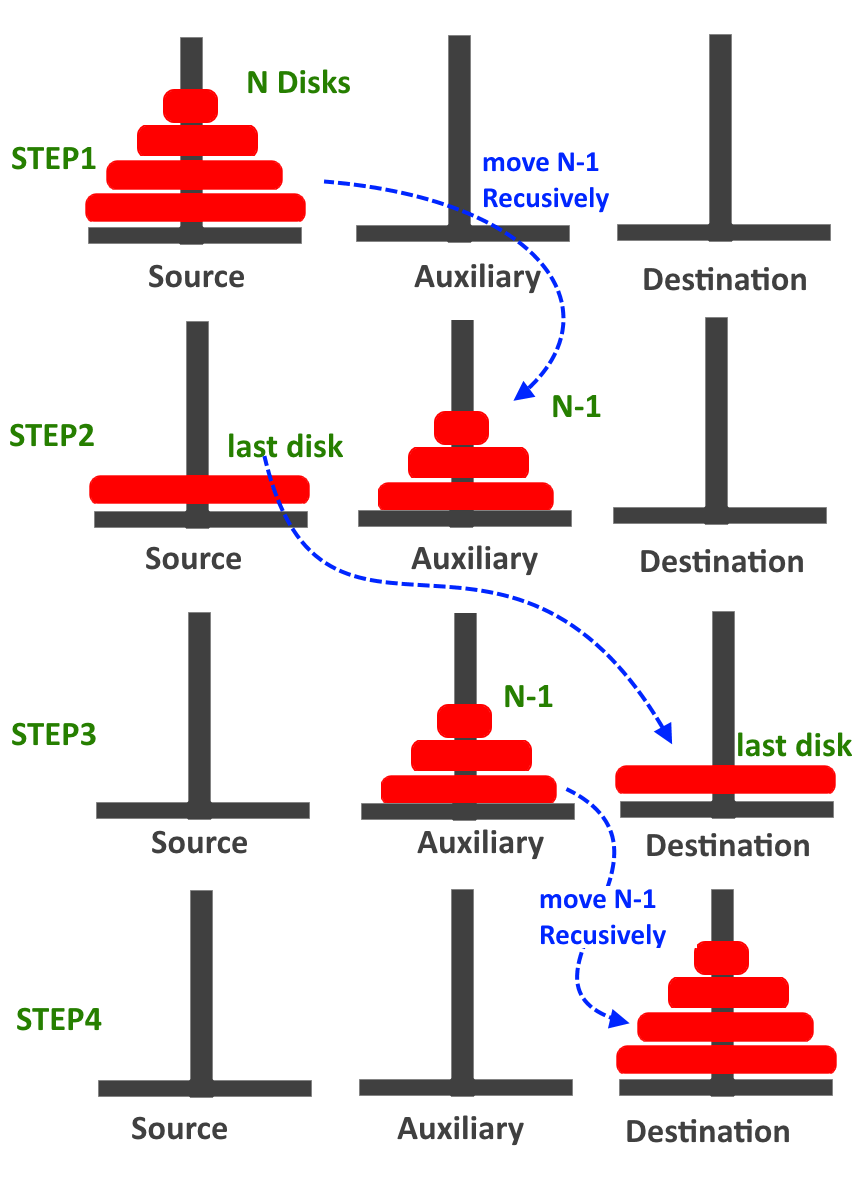 N Disks
STEP1
move N-1
Recusively
Source
Auxiliary
Destination
STEP2
last disk
N-1
Source
Auxiliary
Destination
STEP3
N-1
last disk
Source
Auxiliary
Destination
move N-1
Recusively
STEP4
Source
Auxiliary
Destination